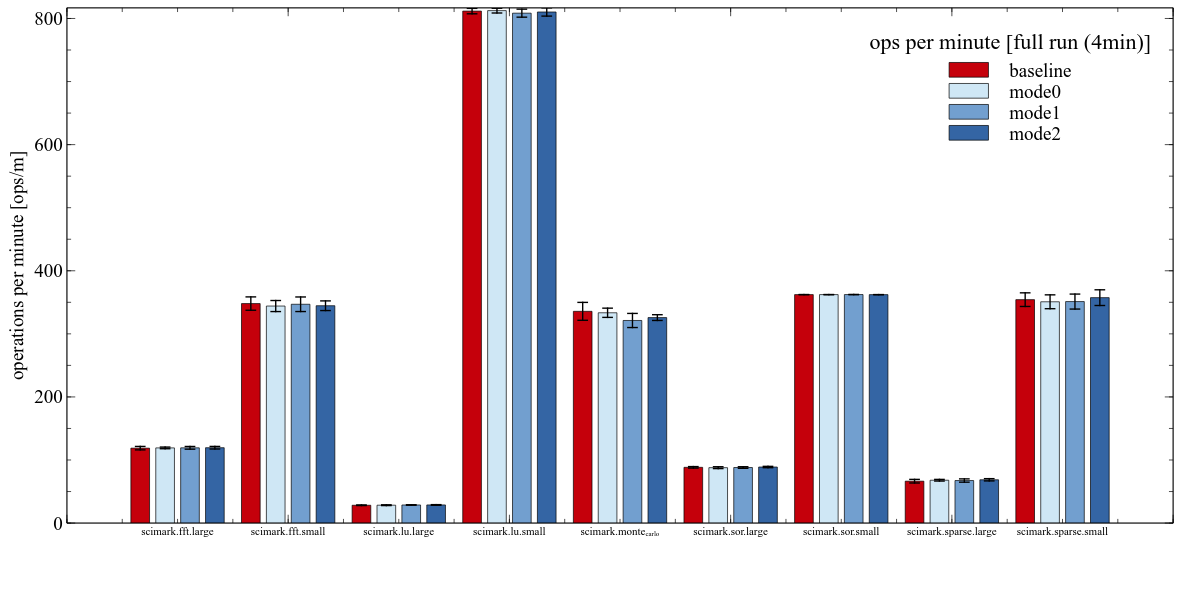 800
600
400
200
0
operations per minute [ops/m]
ops per minute [full run (4min)]
baseline
mode0
mode1
mode2
scimark.fft.large scimark.fft.small scimark.lu.large scimark.lu.small scimark.monte_carlo scimark.sor.large scimark.sor.small scimark.sparse.large scimark.sparse.small